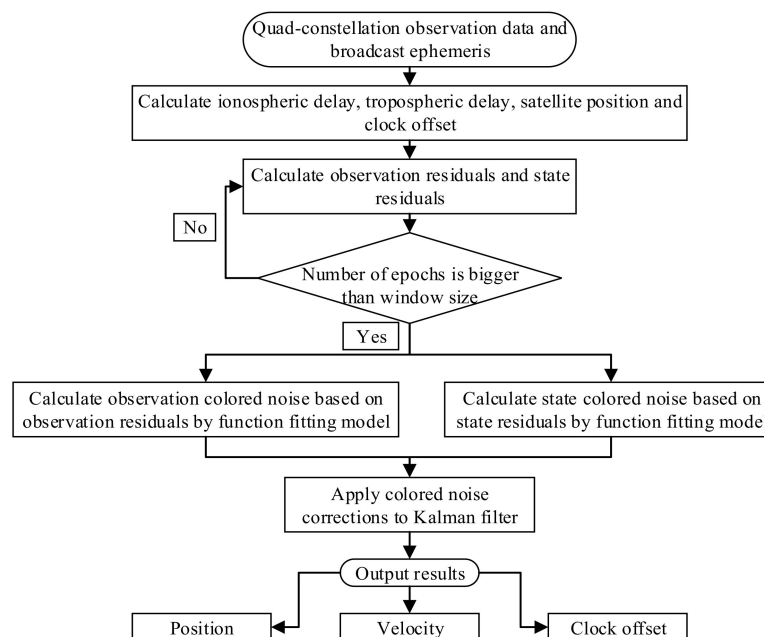 Quad-constellation observation data and
broadcast ephemeris
Calculate ionospheric delay, tropospheric delay, satellite position and
clock offset
Calculate observation residuals and state
residuals
No
Number of epochs is bigger
than window size
Yes
Calculate observation colored noise based on
observation residuals by function fitting model
Calculate state colored noise based on
state residuals by function fitting model
Apply colored noise
corrections to Kalman filter
Output results
Position
Velocity
Clock offset